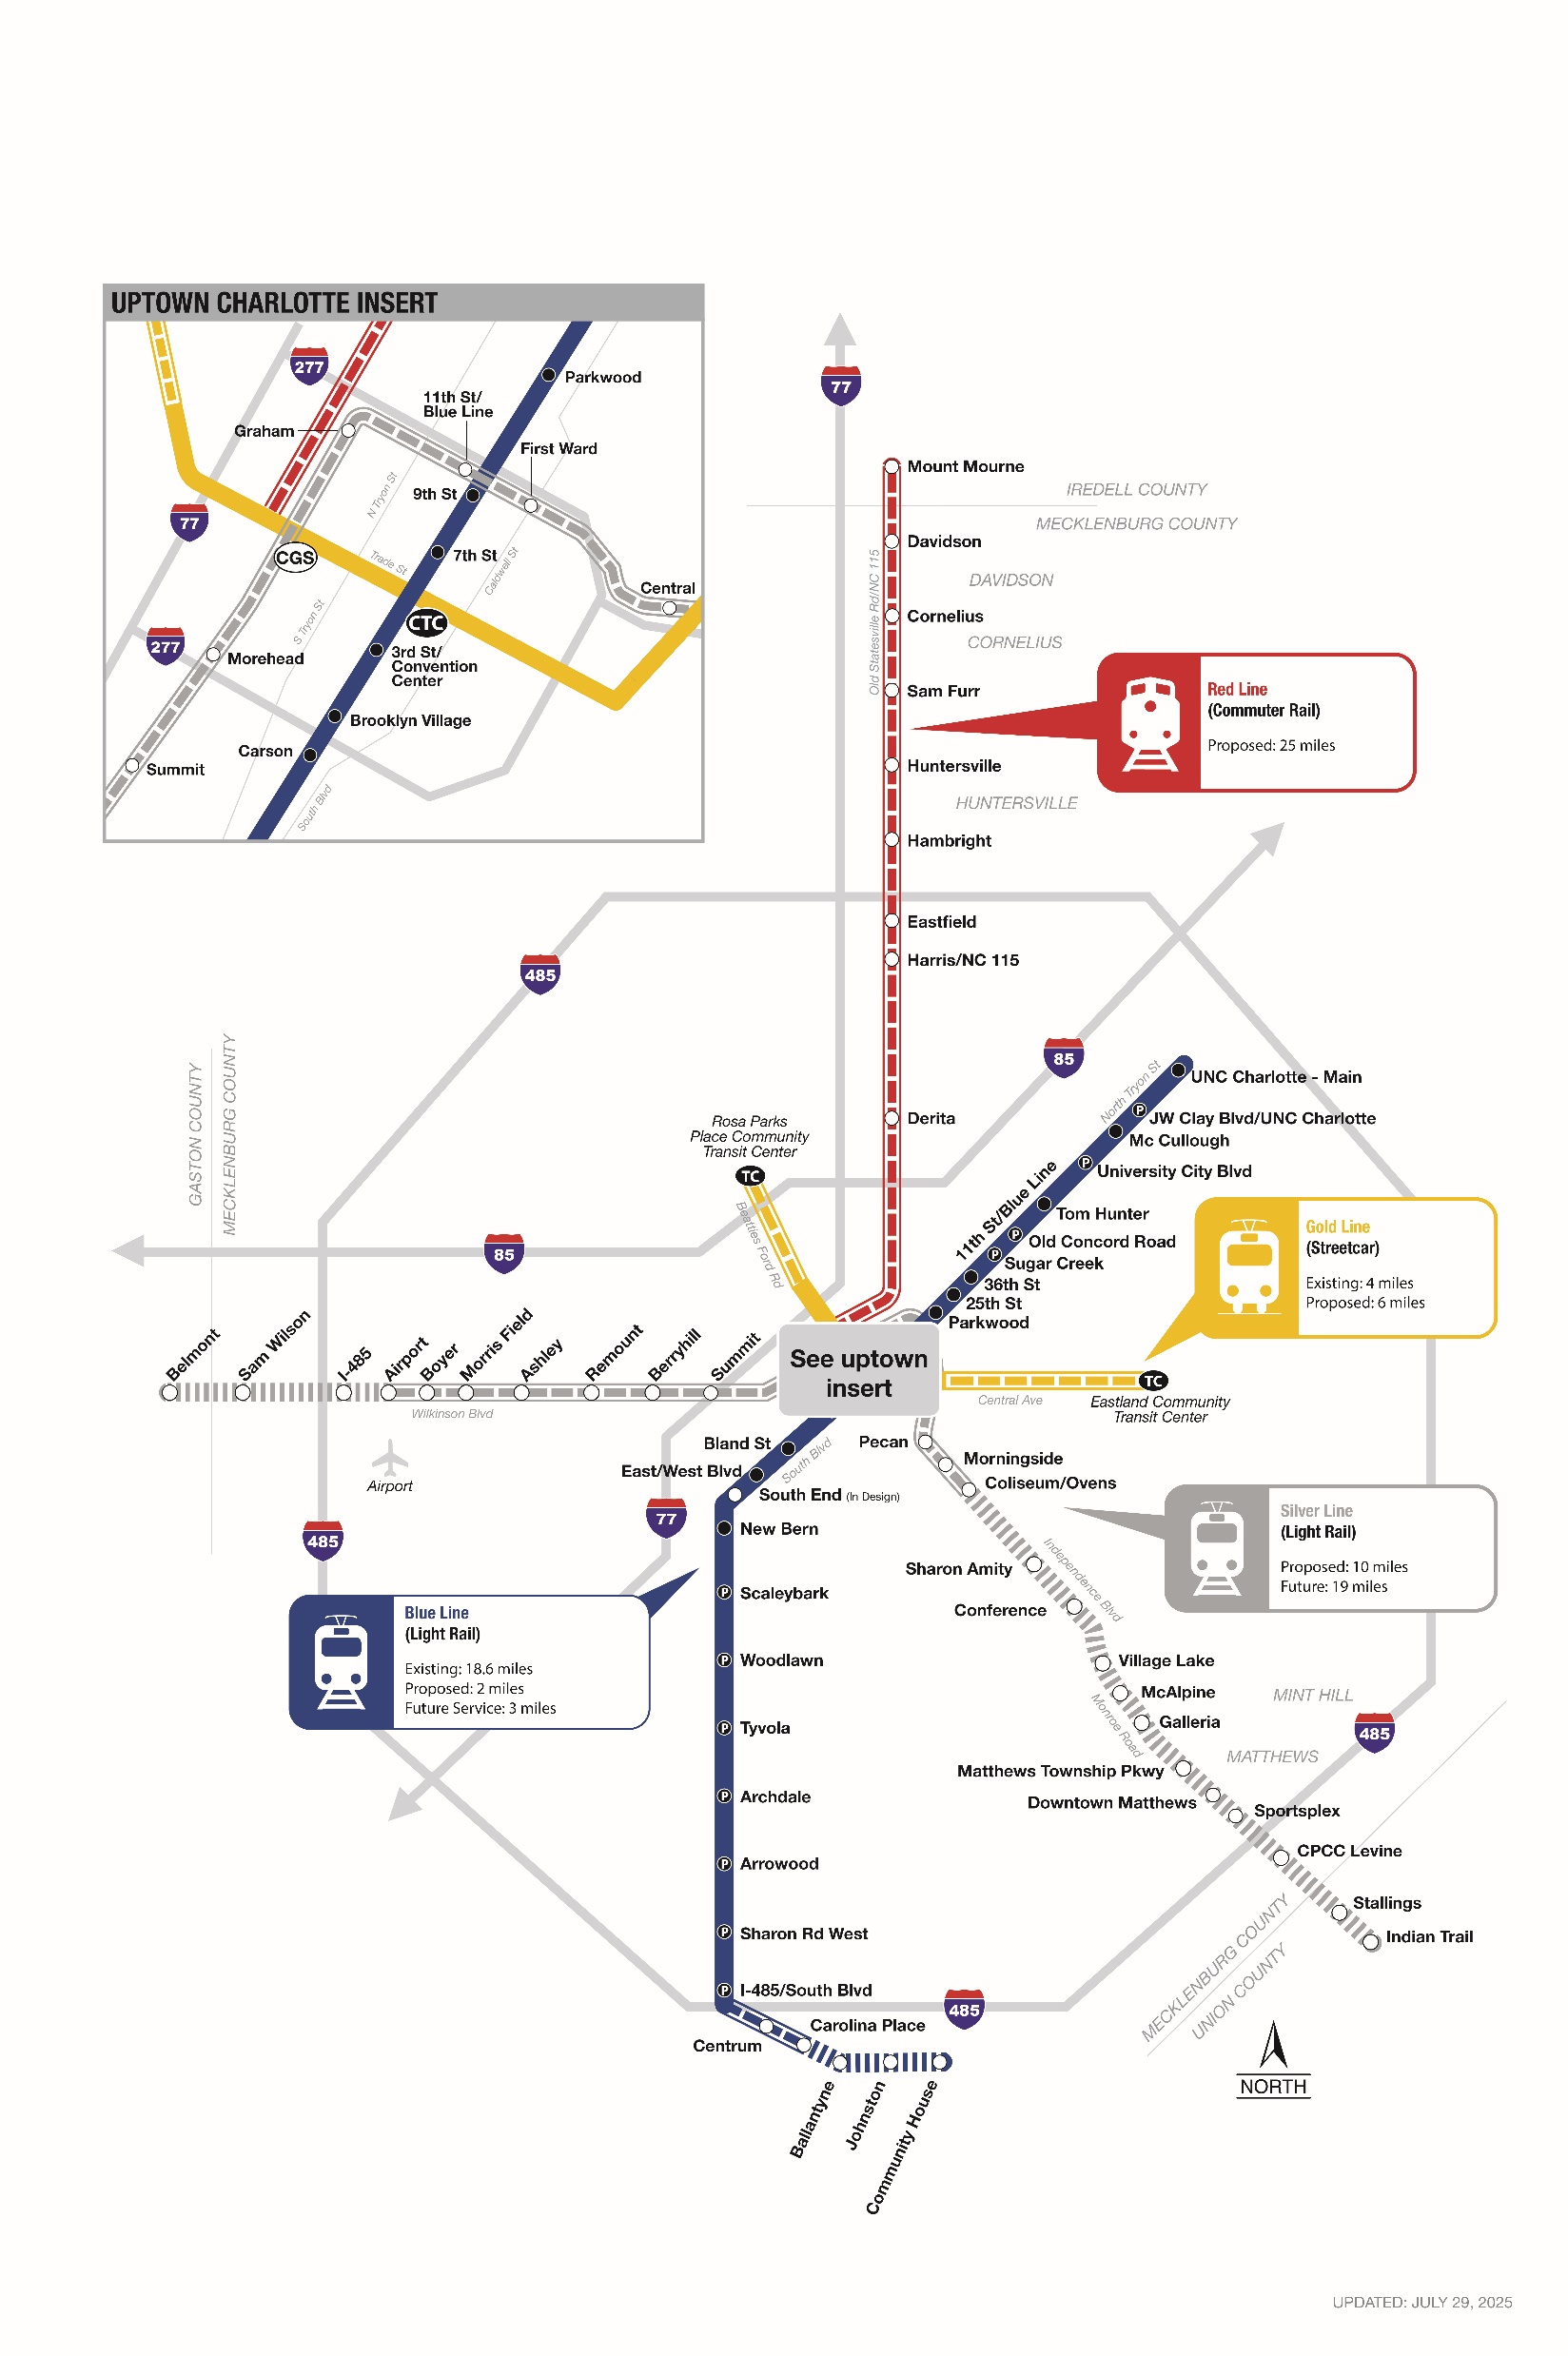 UPTOWN CHARLOTTE INSERT
277
Parkwood
11th St/
Blue Line
Graham
First Ward
N Tryon St
9th St
77
CGS
Trade St
7th St
Caldwell St
Central
CTC
S Tryon St
277
Morehead
3rd St/
Convention
Center
Brooklyn Village
Carson
Summit
South Blvd
77
Mount Mourne
IREDELL COUNTY
MECKLENBURG COUNTY
Davidson
Old Statesville Rd/NC 115
DAVIDSON
Cornelius
CORNELIUS
Sam Furr
Red Line
(Commuter Rail)
Proposed: 25 miles
Huntersville
HUNTERSVILLE
Hambright
Eastfield
Harris/NC 115
485
85
GASTON COUNTY
MECKLENBURG COUNTY
North Tryon St
UNC Charlotte - Main
Derita
JW Clay Blvd/UNC Charlotte
P
Mc Cullough
Rosa Parks
Place Community
Transit Center
TC
Beatties Ford Rd
P
University City Blvd
11th St/Blue Line
Tom Hunter
P
Old Concord Road
P
Sugar Creek
36th St
25th St
Parkwood
85
Gold Line
(Streetcar)
Existing: 4 miles
Proposed: 6 miles
Belmont
Sam Wilson
I-485
Airport
Boyer
Morris Field
Ashley
Remount
Berryhill
Summit
See uptown
insert
Wilkinson Blvd
TC
Central Ave
Eastland Community
Transit Center
Airport
Bland St
South Blvd
Pecan
East/West Blvd
Morningside
Coliseum/Ovens
South End (In Design)
77
485
New Bern
Silver Line
(Light Rail)
Proposed: 10 miles
Future: 19 miles
Independence Blvd
Sharon Amity
P
Scaleybark
Conference
Blue Line
(Light Rail)
Existing: 18.6 miles
Proposed: 2 miles
Future Service: 3 miles
P
Woodlawn
Village Lake
McAlpine
MINT HILL
Monroe Road
Galleria
485
P
Tyvola
MATTHEWS
Matthews Township Pkwy
P
Archdale
Downtown Matthews
Sportsplex
CPCC Levine
P
Arrowood
Stallings
P
Sharon Rd West
Indian Trail
MECKLENBURG COUNTY
UNION COUNTY
P
I-485/South Blvd
485
Carolina Place
Centrum
Ballantyne
Johnston
Community House
NORTH
UPDATED: JULY 29, 2025